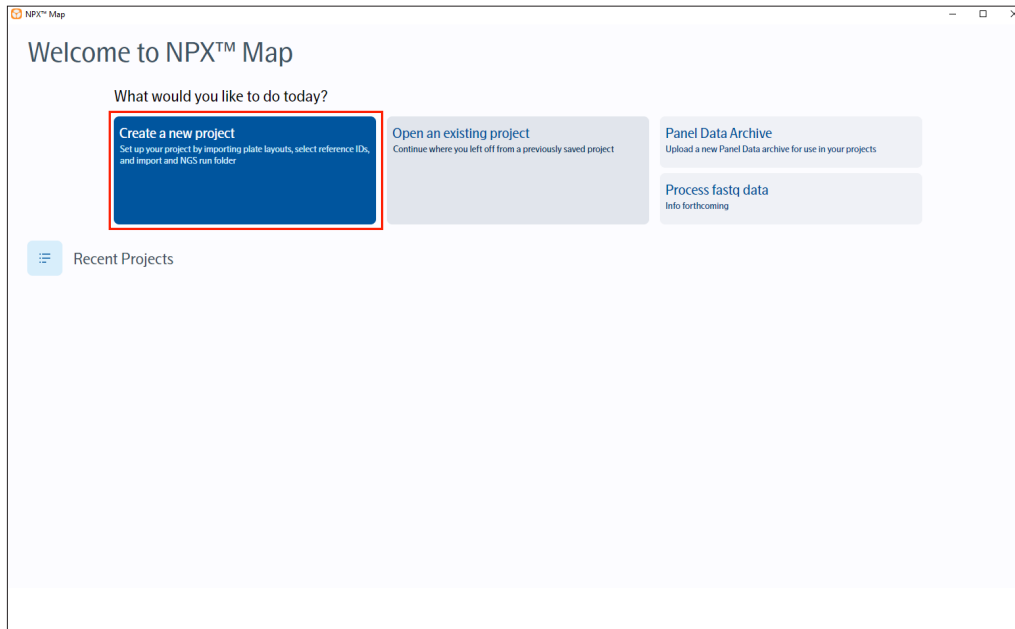 NPX™ Map
Welcome to NPX™ Map
What would you like to do today?
Create a new project
Set up your project by importing plate layouts, select reference IDs,
and import and NGS run folder
Open an existing project
Continue where you left off from a previously saved project
Panel Data Archive
Upload a new Panel Data archive for use in your projects
Process fastq data
Info forthcoming
Recent Projects